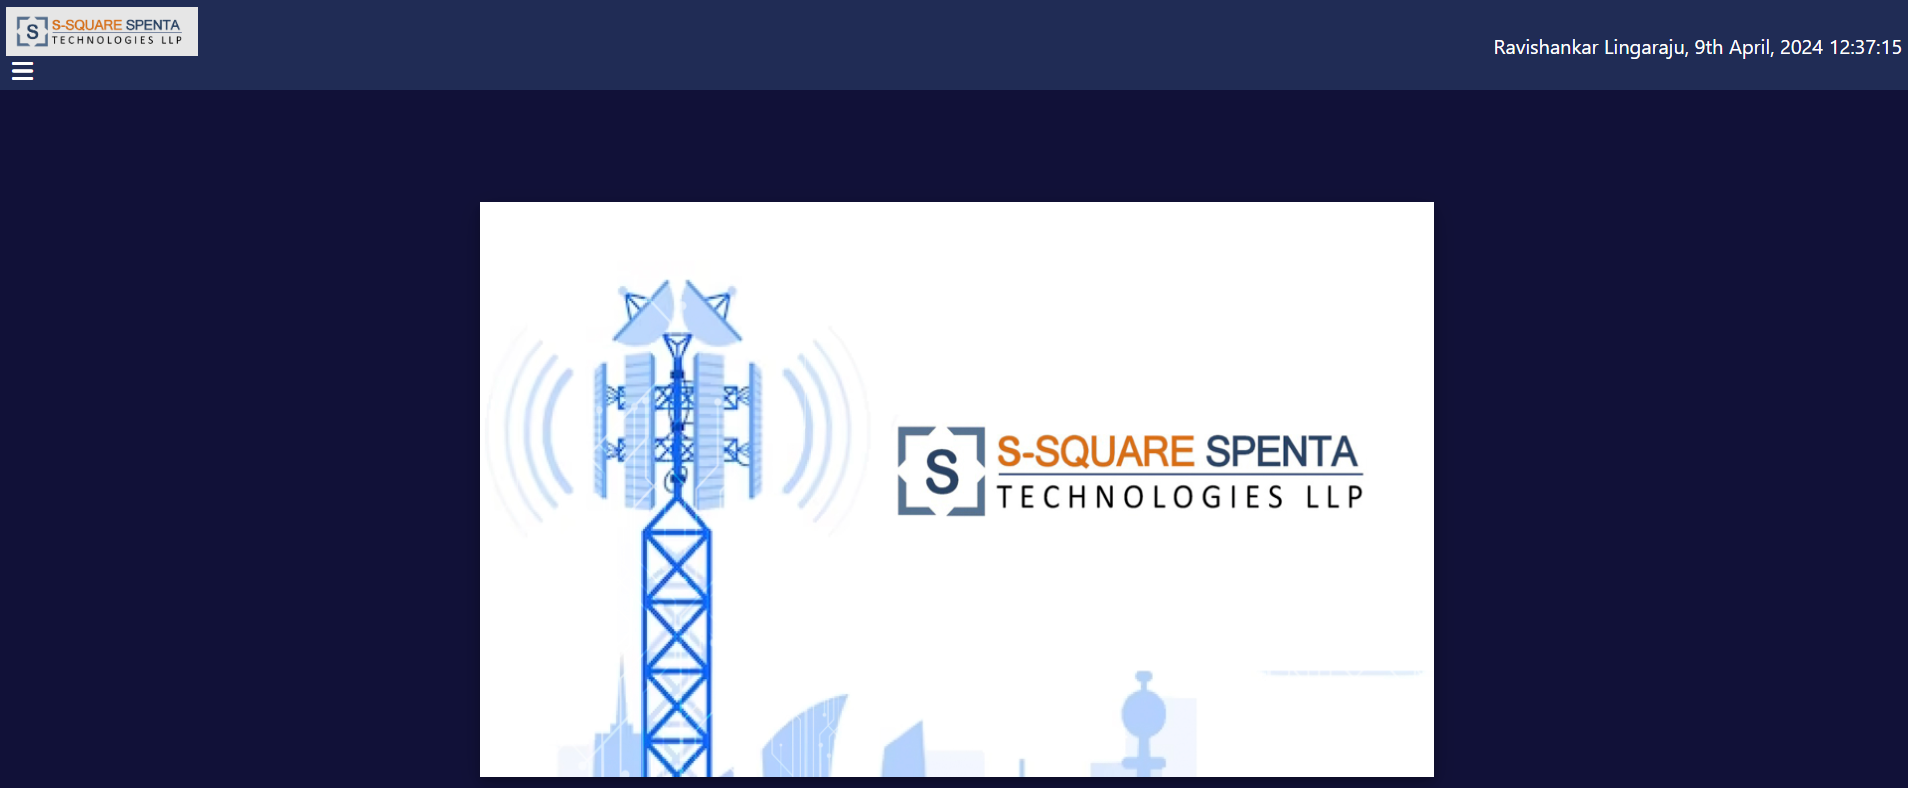 S
S-SQUARE SPENTA
TECHNOLOGIES LLP
Ravishankar Lingaraju, 9th April, 2024 12:37:15
S
S-SQUARE SPENTA
TECHNOLOGIES LLP